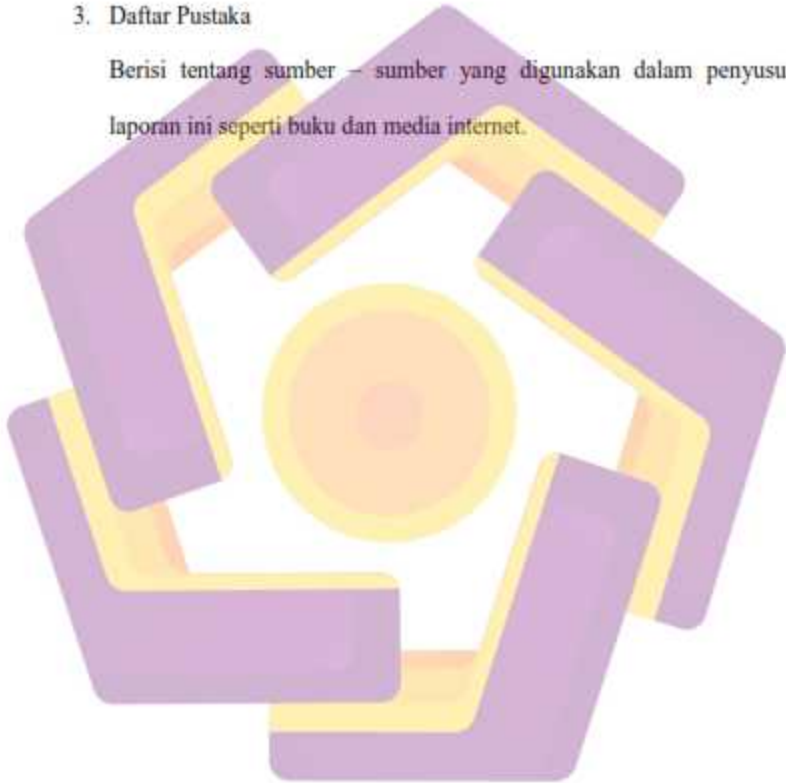 3. Daftar Pustaka
Berisi tentang sumber – sumber yang digunakan dalam penyusu
laporan ini seperti buku dan media internet.